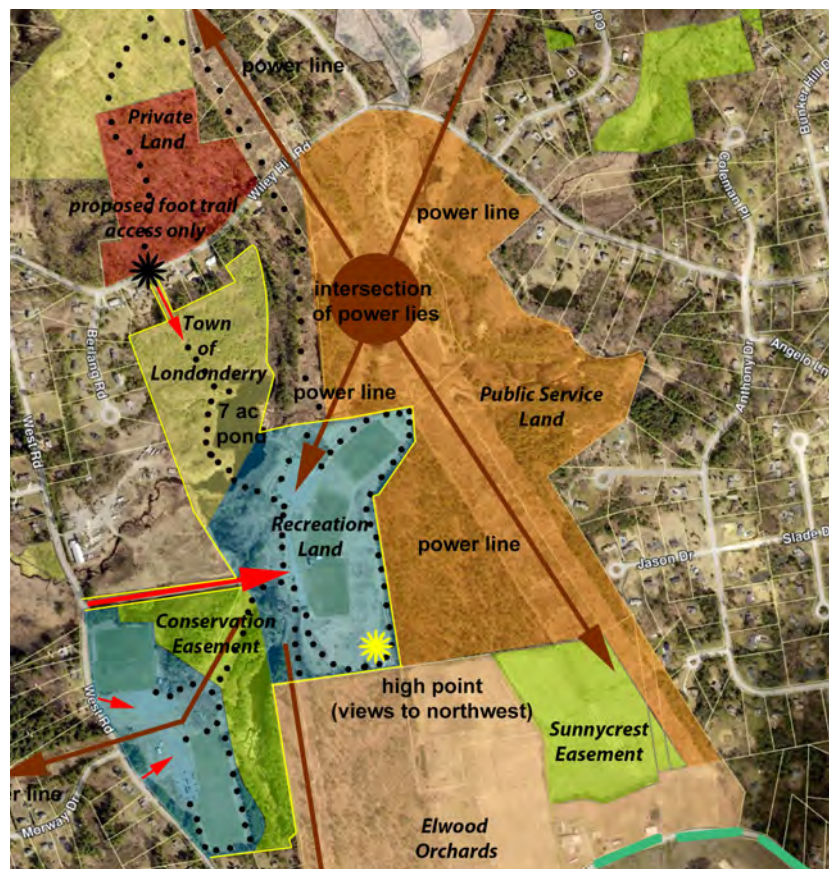 power line
Private
Land
Wiley Hill Rd
proposed foot trail
access only
power line
Coleman Pl
Bunker Hill D
intersection
of power lies
Town
of
Londonderry
Berlang Rd
West Rd
power line
7 ac
pond
Public Service
Land
Anthony Dr
Angelo Ln
Recreation
Land
power line
Jason Dr
Slade D
Conservation
Easement
West Rd
high point
(views to northwest)
Sunnycrest
Easement
er line
Morway Dr
Elwood
Orchards